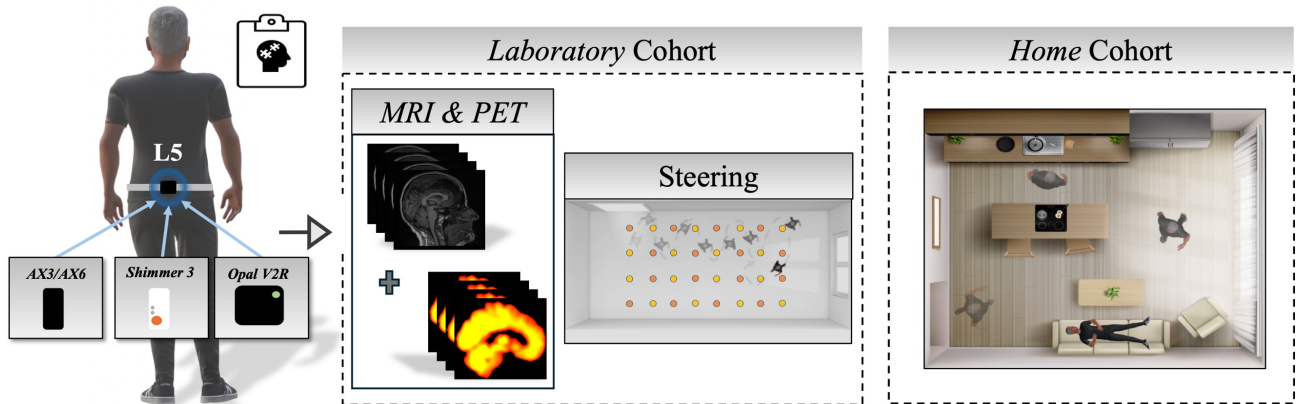 L5
AX3/AX6
Shimmer 3
Opal V2R
Laboratory Cohort
MRI & PET
Steering
Home Cohort